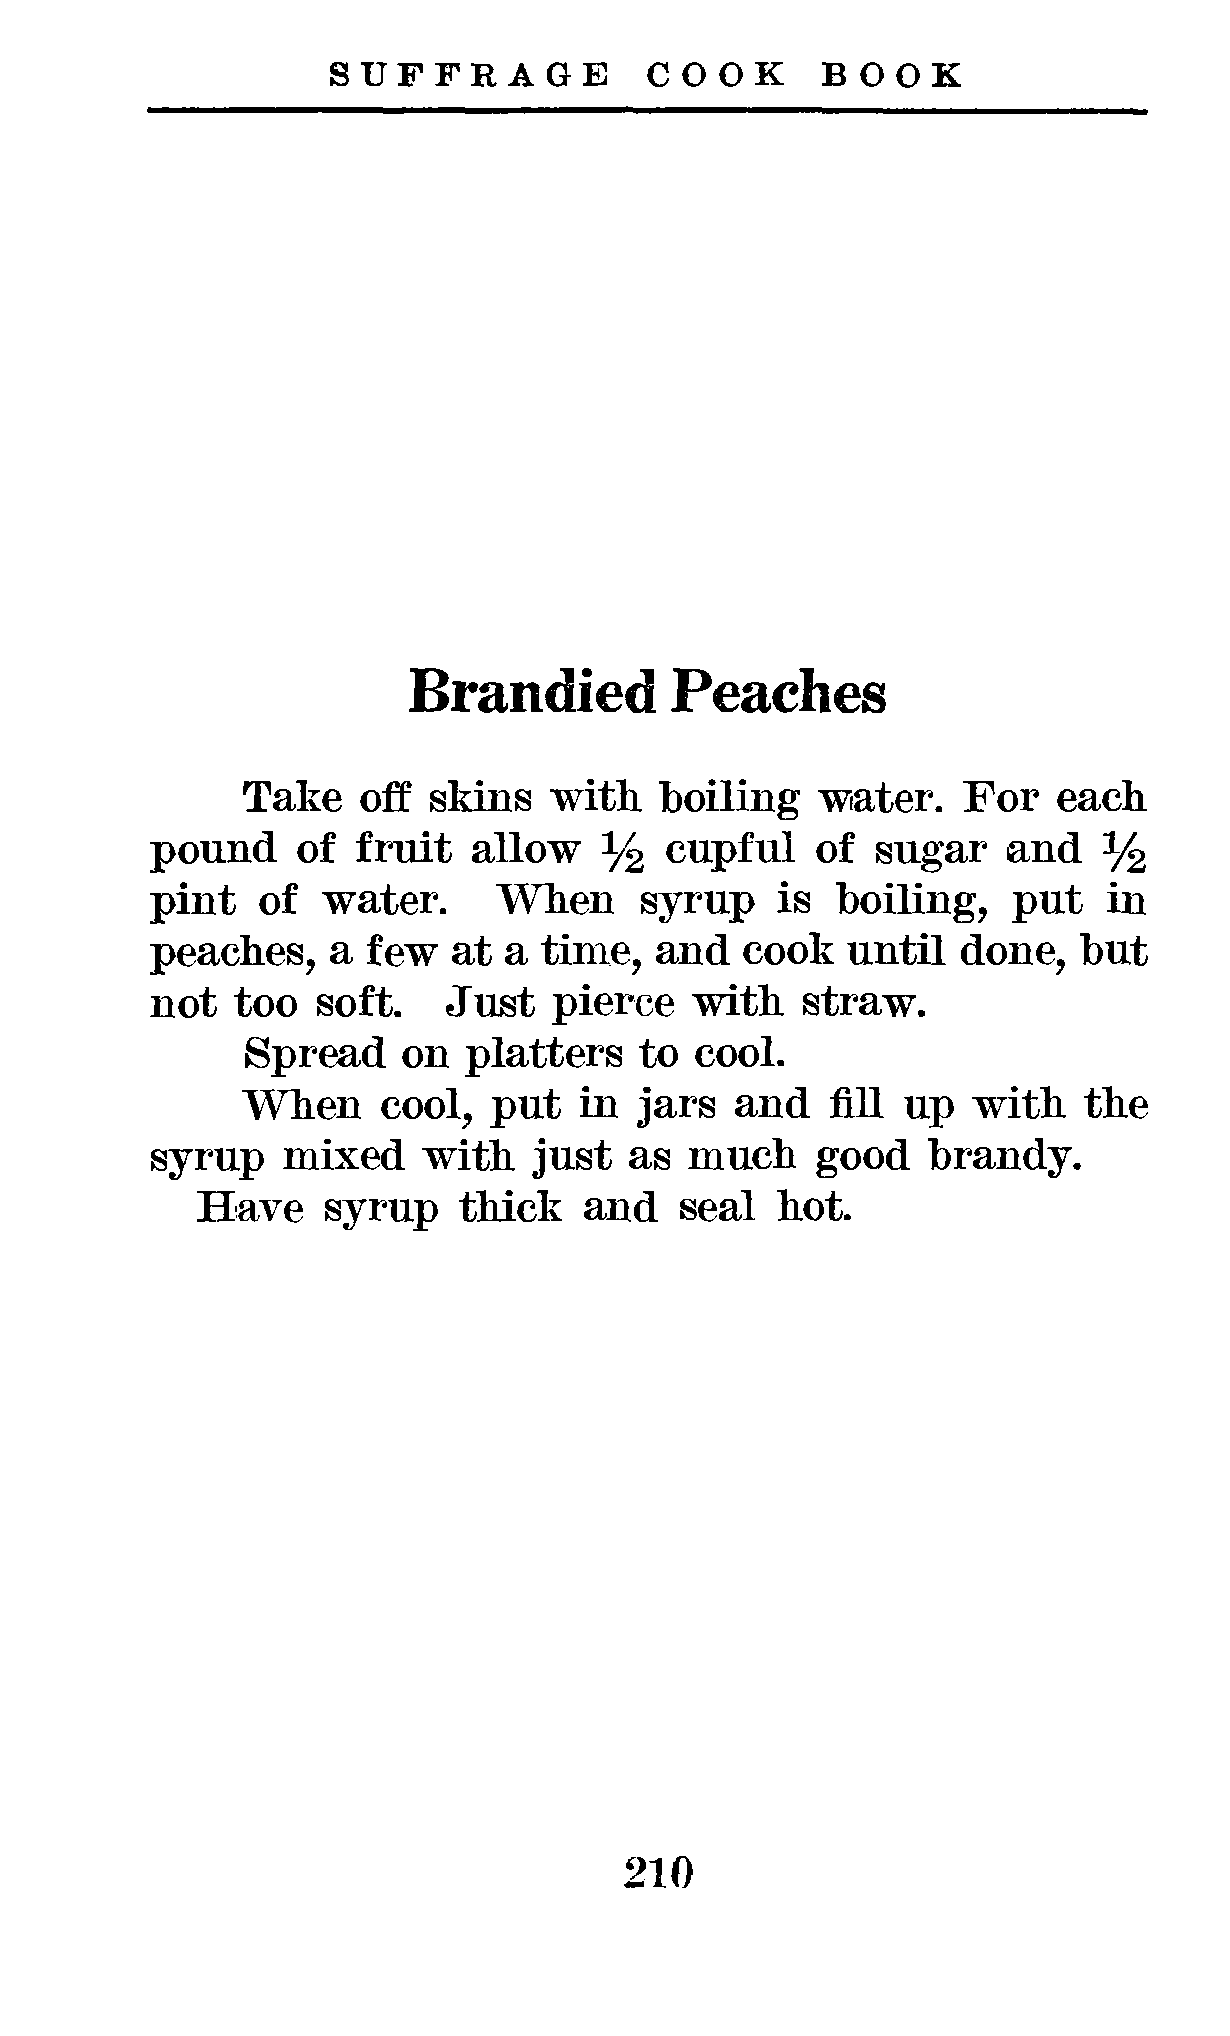 SUFFRAGE COOK BOOK
Brandied Peaches
Take off skins with boiling water. For each
pound of fruit allow ½ cupful of sugar and ½
pint of water. When syrup is boiling, put in
peaches, a few at a time, and cook until done, but
not too soft. Just pierce with straw.
Spread on platters to cool.
When cool, put in jars and fill up with the
syrup mixed with just as much good brandy.
Have syrup thick and seal hot.
210